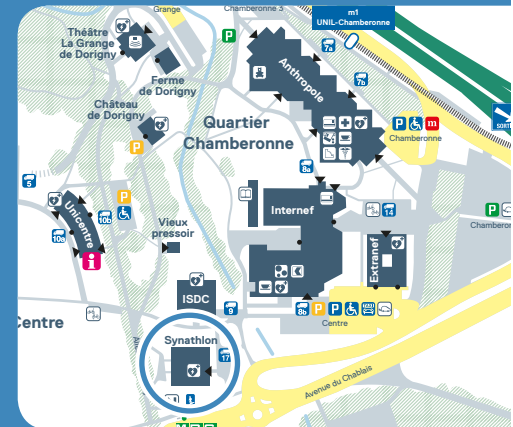 Grange
Chamberonne 3
m1
UNIL-Chamberonne
Théâtre
La Grange
de Dorigny
P
7a
SORTIE
Ferme
de Dorigny
Anthropole
7b
Château
de Dorigny
Quartier
Chamberonne
P
m
Chamberonne
P
8a
5
P
Unicentre
10b
10a
i
Internef
14
P
Vieux
pressoir
Extranef
ISDC
9
8b
P
P
Centre
Centre
Synathlon
17
Avenue du Chablais